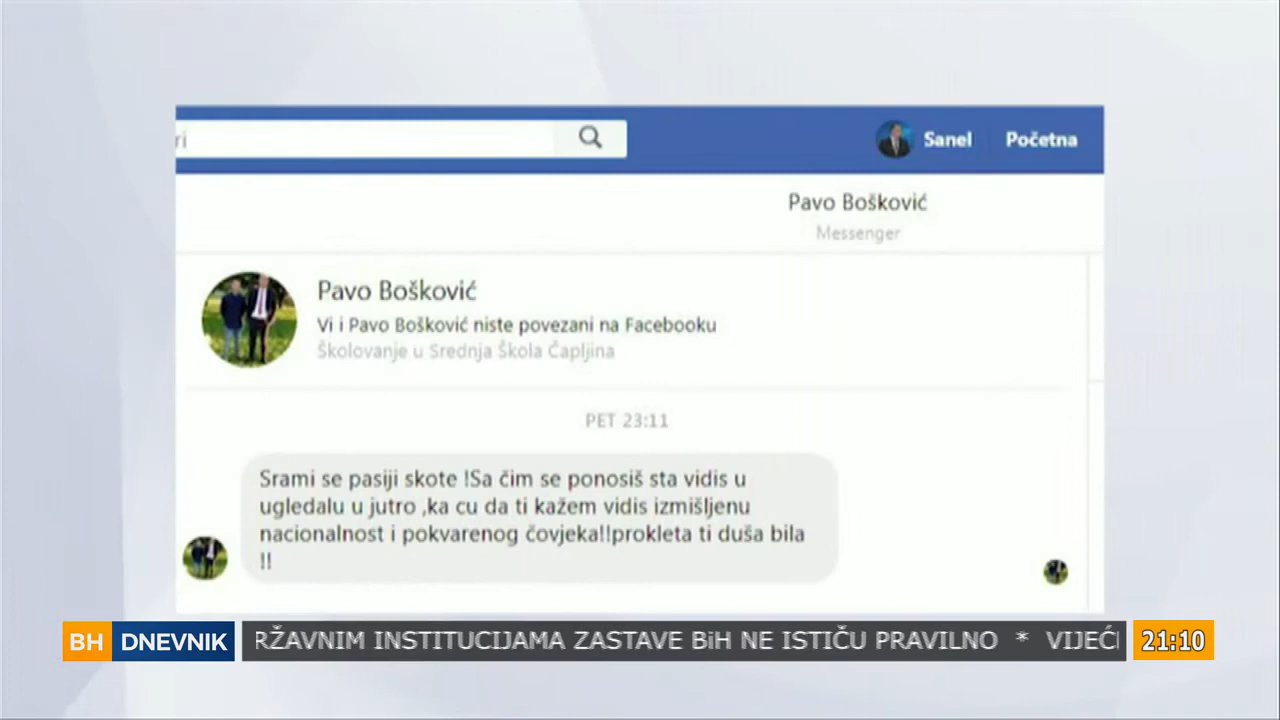 ri
Sanel
Početna
Pavo Bošković
Messenger
Pavo Bošković
Vi i Pavo Bošković niste povezani na Facebooku
Školovanje u Srednja Škola Čapljina
PET 23:11
Srami se pasiji skote !Sa čim se ponosiš sta vidis u
ugledalu u jutro ,ka cu da ti kažem vidis izmišljenu
nacionalnost i pokvarenog čovjeka!!prokleta ti duša bila
!!
BH DNEVNIK
RŽAVNIM INSTITUCIJAMA ZASTAVE BiH NE ISTIČU PRAVILNO * VIJEĆ
21:10